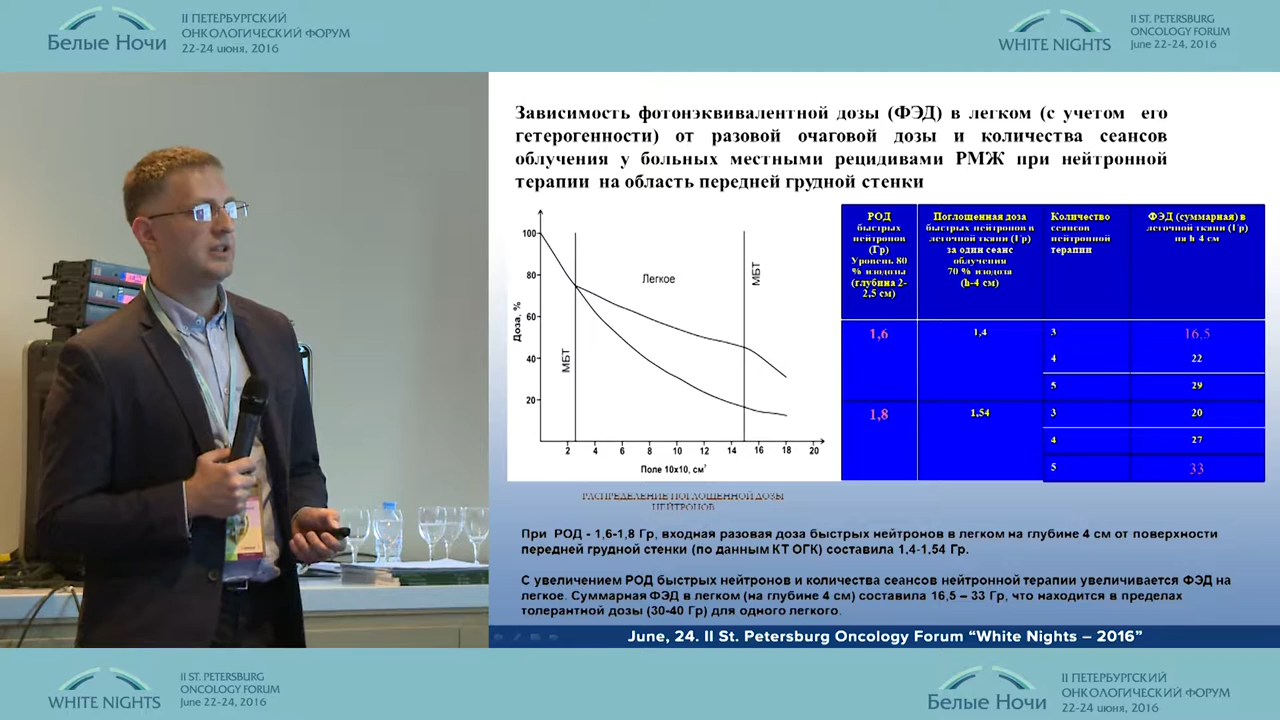 Белые Ночи
II ПЕТЕРБУРГСКИЙ
ОНКОЛОГИЧЕСКИЙ ФОРУМ
22-24 июня, 2016
WHITE NIGHTS
II ST. PETERSBURG
ONCOLOGY FORUM
June 22-24, 2016
Зависимость фотонэквивалентной дозы (ФЭД) в легком (с учетом его
гетерогенности) от разовой очаговой дозы и количества сеансов
облучения у больных местными рецидивами РМЖ при нейтронной
терапии на область передней грудной стенки
Доза, %
100
80
60
40
20
МБТ
Легкое
МБТ
2 4 6 8 10 12 14 16 18 20
Поле 10х10, см²
РАСПРЕДЕЛЕНИЕ ПОГЛОЩЕННОЙ ДОЗЫ
НЕЙТРОНОВ
РОД
быстрых
нейтронов
(Гр)
Уровень 80
% изодозы
(глубина 2-
2,5 см)
Поглощенная доза
быстрых нейтронов в
легочной ткани (Гр)
за один сеанс
облучения
70 % изодоза
(h-4 см)
Количество
сеансов
нейтронной
терапии
ФЭД (суммарная) в
легочной ткани (Гр)
на h-4 см
1,6 1,4 3 16,5
4 22
5 29
1,8 1,54 3 20
4 27
5 33
При РОД - 1,6-1,8 Гр, входная разовая доза быстрых нейтронов в легком на глубине 4 см от поверхности
передней грудной стенки (по данным КТ ОГК) составила 1,4-1.54 Гр.
С увеличением РОД быстрых нейтронов и количества сеансов нейтронной терапии увеличивается ФЭД на
легкое. Суммарная ФЭД в легком (на глубине 4 см) составила 16,5 – 33 Гр, что находится в пределах
толерантной дозы (30-40 Гр) для одного легкого.
June, 24. II St. Petersburg Oncology Forum “White Nights – 2016”
WHITE NIGHTS
II ST. PETERSBURG
ONCOLOGY FORUM
June 22-24, 2016
Белые Ночи
II ПЕТЕРБУРГСКИЙ
ОНКОЛОГИЧЕСКИЙ ФОРУМ
22-24 июня, 2016